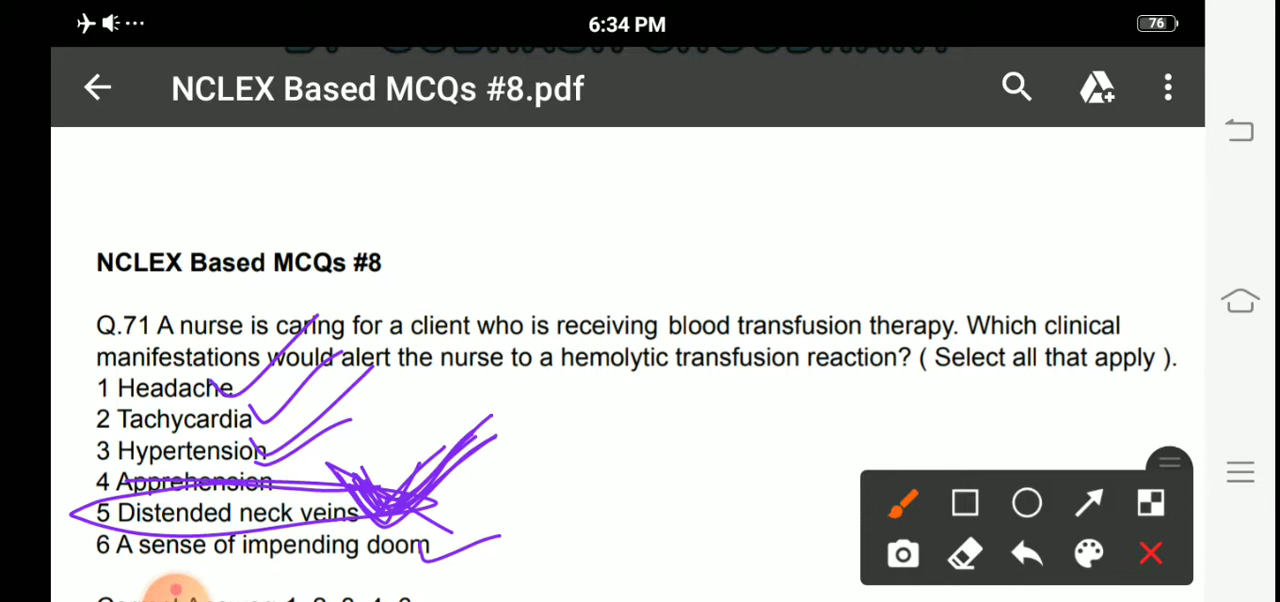 6:34 PM
76
NCLEX Based MCQs #8.pdf
NCLEX Based MCQs #8
Q.71 A nurse is caring for a client who is receiving blood transfusion therapy. Which clinical
manifestations would alert the nurse to a hemolytic transfusion reaction? ( Select all that apply ).
1 Headache
2 Tachycardia
3 Hypertension
4 Apprehension
5 Distended neck veins
6 A sense of impending doom